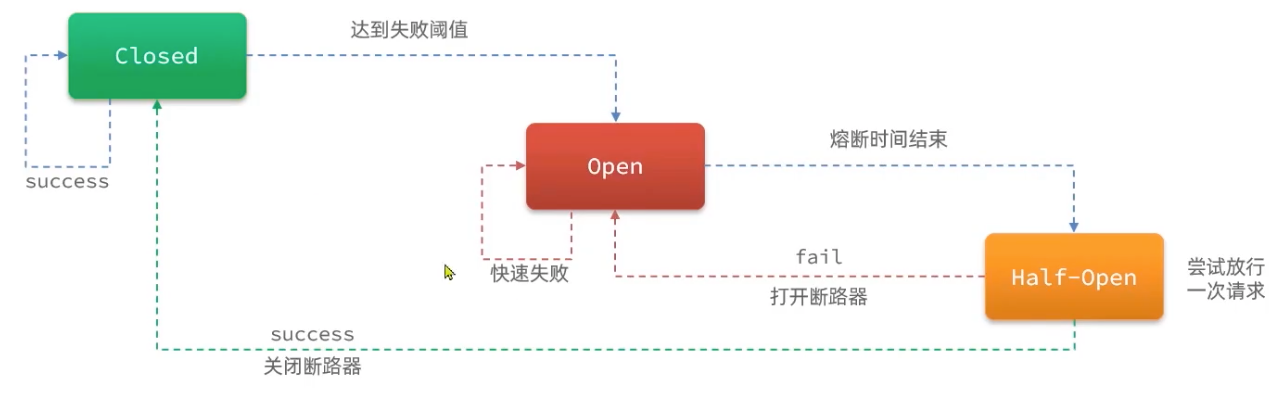 达到失败阈值
Closed
success
Open
熔断时间结束
快速失败
fail
打开断路器
Half-Open
尝试放行
一次请求
success
关闭断路器